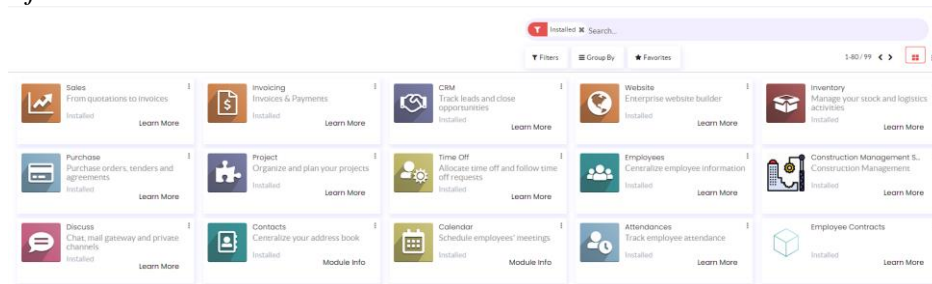 Installed ✖ Search...
Filters Group By Favorites 1-80 / 99
Sales
From quotations to invoices
Installed
Learn More
Invoicing
Invoices & Payments
Installed
Learn More
CRM
Track leads and close
opportunities
Installed
Learn More
Website
Enterprise website builder
Installed
Learn More
Inventory
Manage your stock and logistics
activities
Installed
Learn More
Purchase
Purchase orders, tenders and
agreements
Installed
Learn More
Project
Organize and plan your projects
Installed
Learn More
Time Off
Allocate time off and follow time
off requests
Installed
Learn More
Employees
Centralize employee information
Installed
Learn More
Construction Management S...
Construction Management
Installed
Learn More
Discuss
Chat, mail gateway and private
channels
Installed
Learn More
Contacts
Centralize your address book
Installed
Module Info
Calendar
Schedule employees' meetings
Installed
Module Info
Attendances
Track employee attendance
Installed
Learn More
Employee Contracts
Installed
Learn More